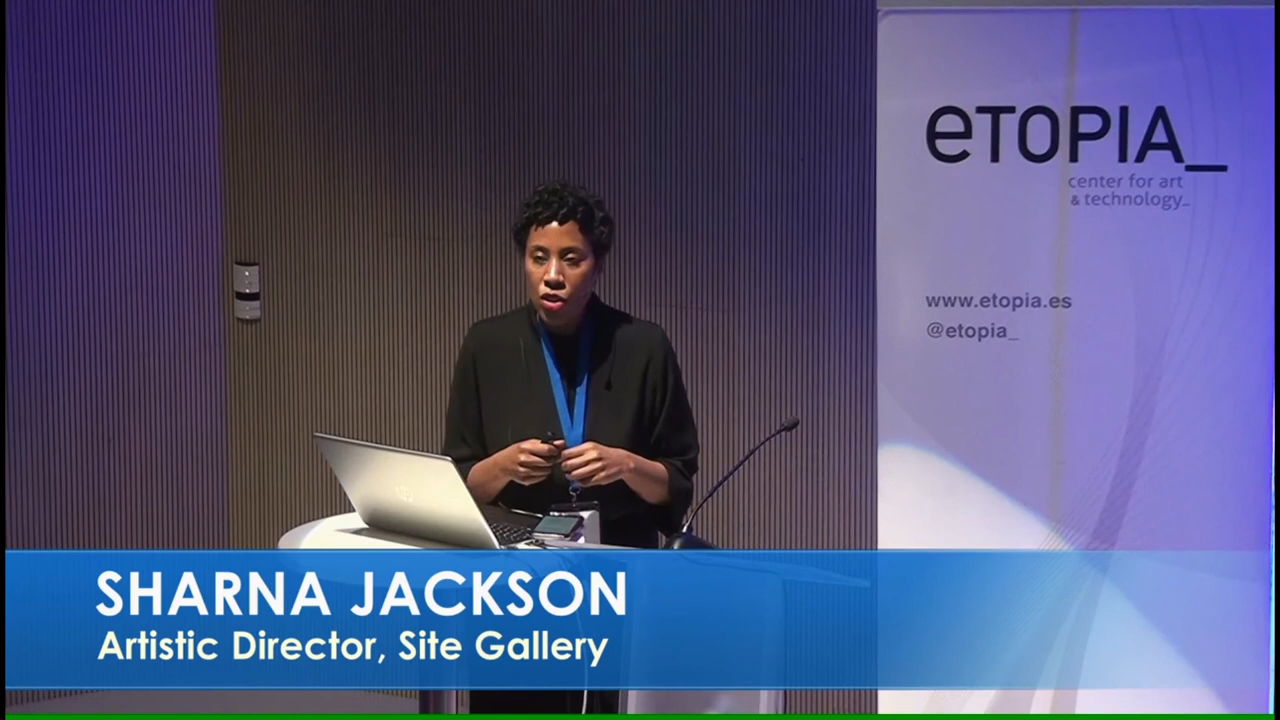 eTOPIA_
center for art
& technology_
www.etopia.es
@etopia_
SHARNA JACKSON
Artistic Director, Site Gallery